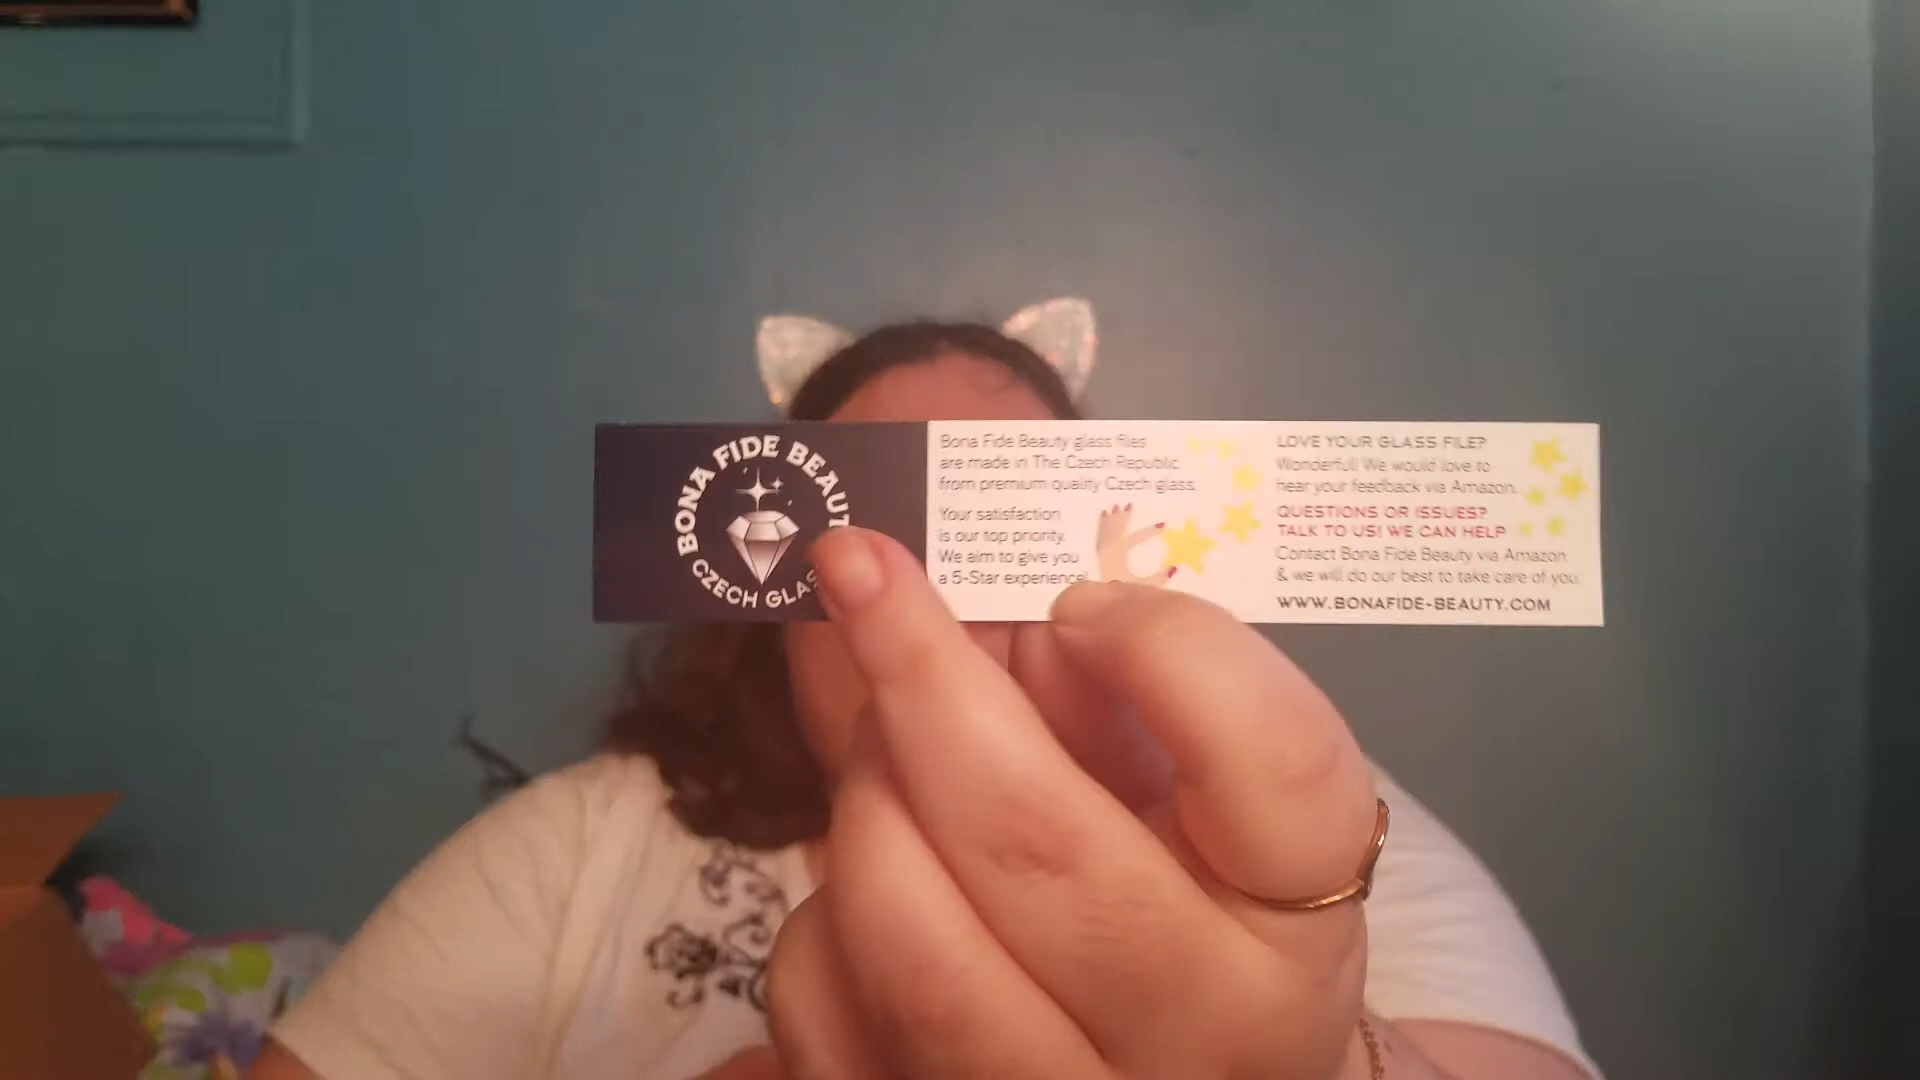 BONA FIDE BEAUT
CZECH GLAS
Bona Fide Beauty glass files
are made in The Czech Republic
from premium quality Czech glass.
Your satisfaction
is our top priority.
We aim to give you
a 5-Star experience!
LOVE YOUR GLASS FILE?
Wonderful! We would love to
hear your feedback via Amazon.
QUESTIONS OR ISSUES?
TALK TO US! WE CAN HELP
Contact Bona Fide Beauty via Amazon
& we will do our best to take care of you.
WWW.BONAFIDE-BEAUTY.COM